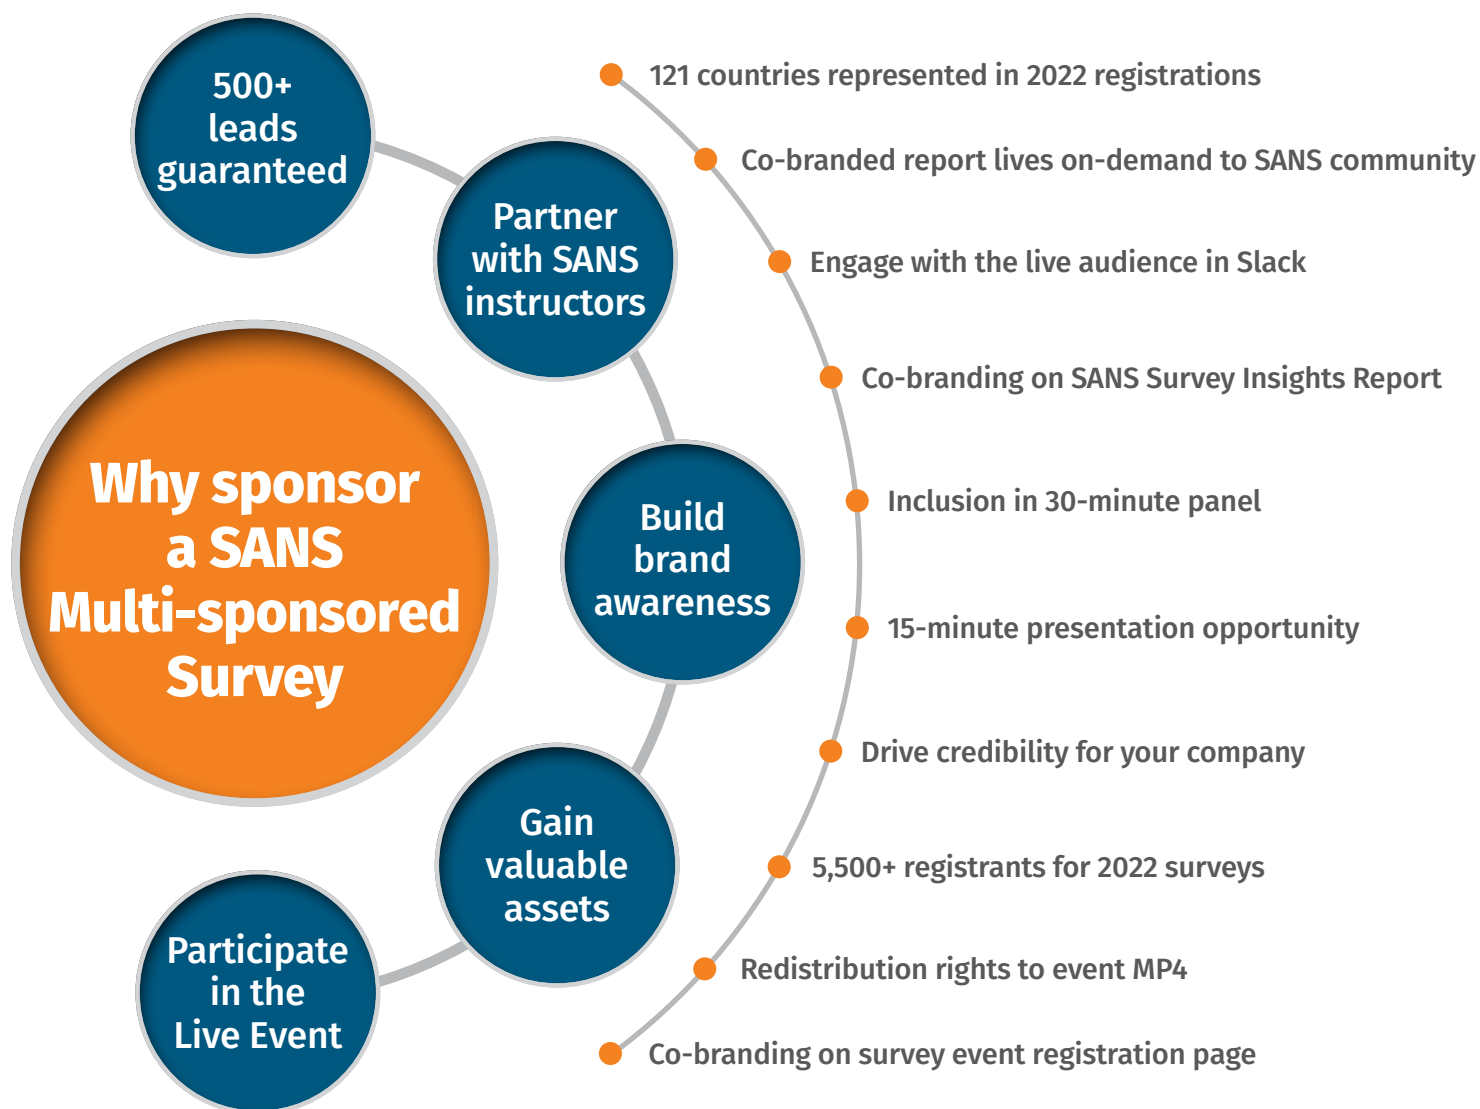 500+
leads
guaranteed
Partner
with SANS
instructors
Why sponsor
a SANS
Multi-sponsored
Survey
Build
brand
awareness
Gain
valuable
assets
Participate
in the
Live Event
121 countries represented in 2022 registrations
Co-branded report lives on-demand to SANS community
Engage with the live audience in Slack
Co-branding on SANS Survey Insights Report
Inclusion in 30-minute panel
15-minute presentation opportunity
Drive credibility for your company
5,500+ registrants for 2022 surveys
Redistribution rights to event MP4
Co-branding on survey event registration page